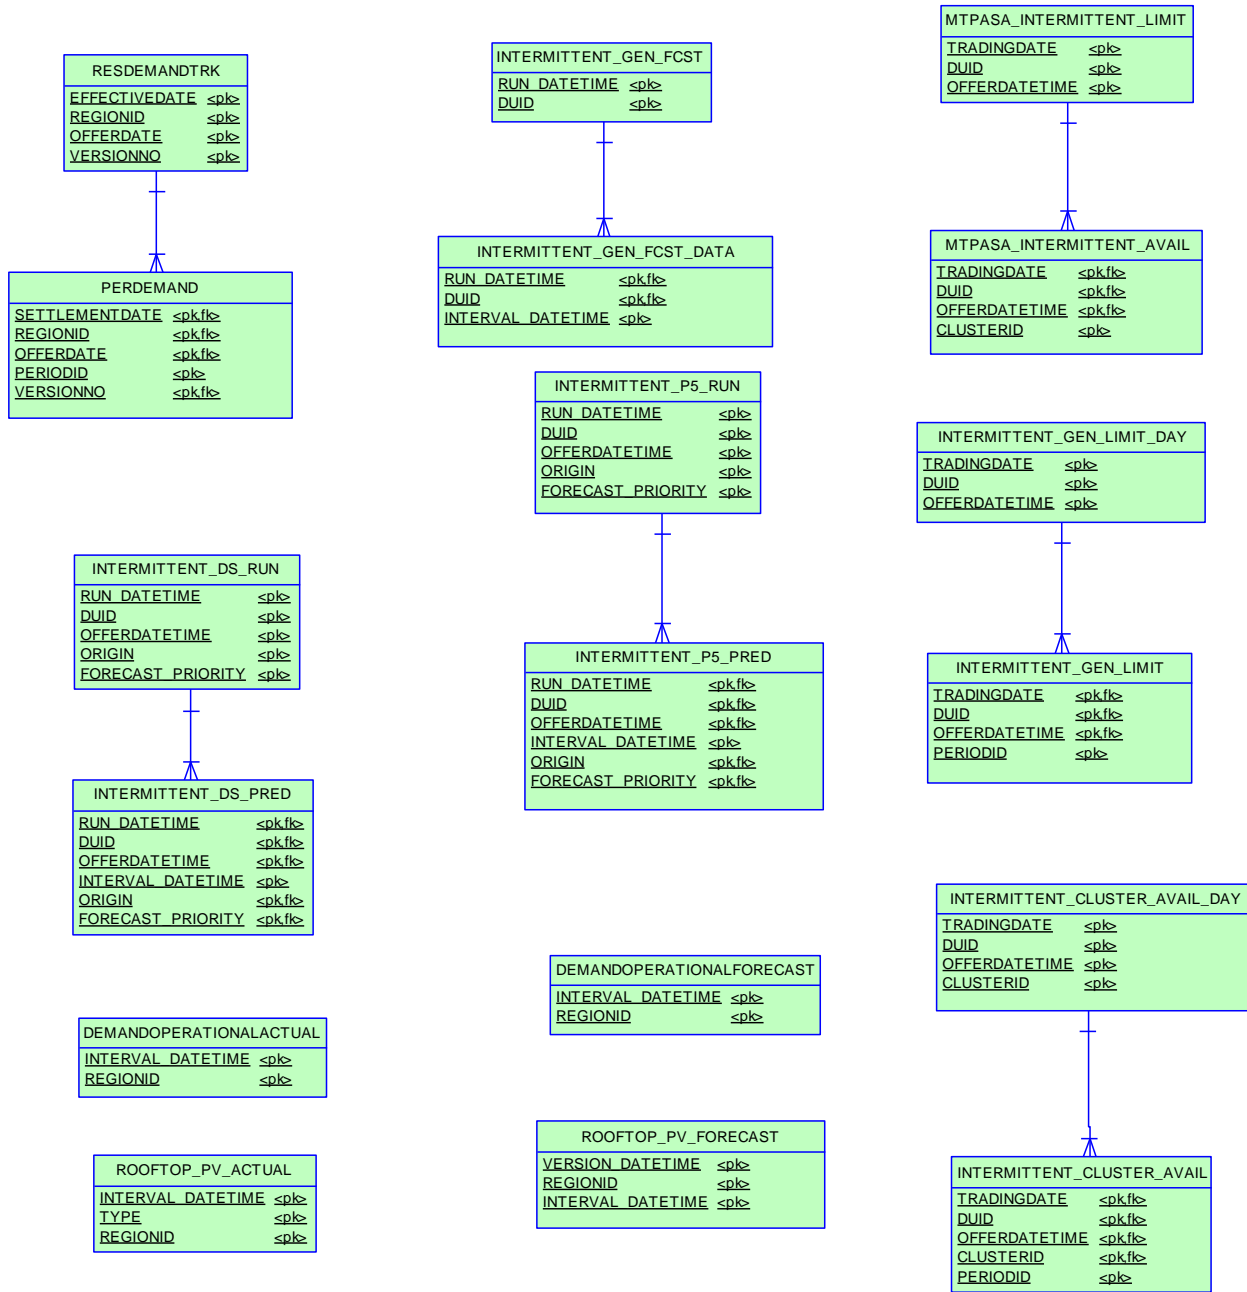 RESDEMANDTRK
EFFECTIVEDATE <pk>
REGIONID <pk>
OFFERDATE <pk>
VERSIONNO <pk>
PERDEMAND
SETTLEMENTDATE <pk,fk>
REGIONID <pk,fk>
OFFERDATE <pk,fk>
PERIODID <pk>
VERSIONNO <pk,fk>
INTERMITTENT_DS_RUN
RUN_DATETIME <pk>
DUID <pk>
OFFERDATETIME <pk>
ORIGIN <pk>
FORECAST_PRIORITY <pk>
INTERMITTENT_DS_PRED
RUN_DATETIME <pk,fk>
DUID <pk,fk>
OFFERDATETIME <pk,fk>
INTERVAL_DATETIME <pk>
ORIGIN <pk,fk>
FORECAST_PRIORITY <pk,fk>
DEMANDOPERATIONALACTUAL
INTERVAL_DATETIME <pk>
REGIONID <pk>
ROOFTOP_PV_ACTUAL
INTERVAL_DATETIME <pk>
TYPE <pk>
REGIONID <pk>
INTERMITTENT_GEN_FCST
RUN_DATETIME <pk>
DUID <pk>
INTERMITTENT_GEN_FCST_DATA
RUN_DATETIME <pk,fk>
DUID <pk,fk>
INTERVAL_DATETIME <pk>
INTERMITTENT_P5_RUN
RUN_DATETIME <pk>
DUID <pk>
OFFERDATETIME <pk>
ORIGIN <pk>
FORECAST_PRIORITY <pk>
INTERMITTENT_P5_PRED
RUN_DATETIME <pk,fk>
DUID <pk,fk>
OFFERDATETIME <pk,fk>
INTERVAL_DATETIME <pk>
ORIGIN <pk,fk>
FORECAST_PRIORITY <pk,fk>
DEMANDOPERATIONALFORECAST
INTERVAL_DATETIME <pk>
REGIONID <pk>
ROOFTOP_PV_FORECAST
VERSION_DATETIME <pk>
REGIONID <pk>
INTERVAL_DATETIME <pk>
MTPASA_INTERMITTENT_LIMIT
TRADINGDATE <pk>
DUID <pk>
OFFERDATETIME <pk>
MTPASA_INTERMITTENT_AVAIL
TRADINGDATE <pk,fk>
DUID <pk,fk>
OFFERDATETIME <pk,fk>
CLUSTERID <pk>
INTERMITTENT_GEN_LIMIT_DAY
TRADINGDATE <pk>
DUID <pk>
OFFERDATETIME <pk>
INTERMITTENT_GEN_LIMIT
TRADINGDATE <pk,fk>
DUID <pk,fk>
OFFERDATETIME <pk,fk>
PERIODID <pk>
INTERMITTENT_CLUSTER_AVAIL_DAY
TRADINGDATE <pk>
DUID <pk>
OFFERDATETIME <pk>
CLUSTERID <pk>
INTERMITTENT_CLUSTER_AVAIL
TRADINGDATE <pk,fk>
DUID <pk,fk>
OFFERDATETIME <pk,fk>
CLUSTERID <pk,fk>
PERIODID <pk>